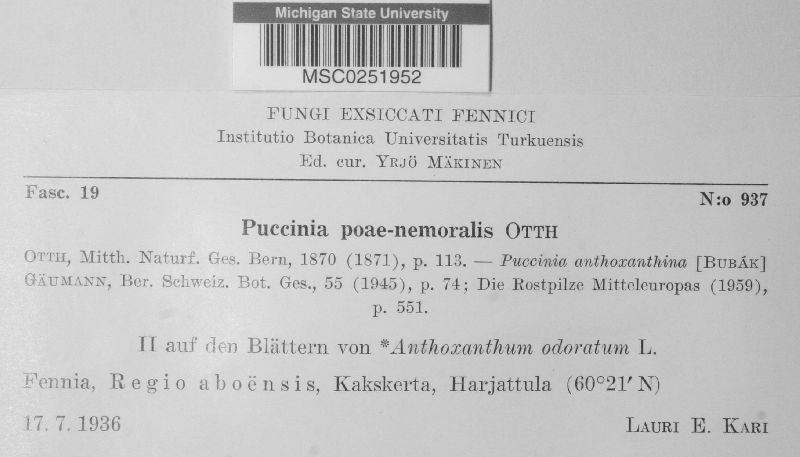 Michigan State University
MSC0251952
FUNGI EXSICCATI FENNICI
Institutio Botanica Universitatis Turkuensis
Ed. cur. YRJÖ MÄKINEN
Fasc. 19
N:o 937
Puccinia poae-nemoralis OTTH
OTTH, Mitth. Naturf. Ges. Bern, 1870 (1871), p. 113. — Puccinia anthoxanthina [BUBÁK]
GÄUMANN, Ber. Schweiz. Bot. Ges., 55 (1945), p. 74; Die Rostpilze Mitteleuropas (1959),
p. 551.
II auf den Blättern von *Anthoxanthum odoratum L.
Fennia, Regio aboënsis, Kakskerta, Harjattula (60°21′ N)
17. 7. 1936
LAURI E. KARI